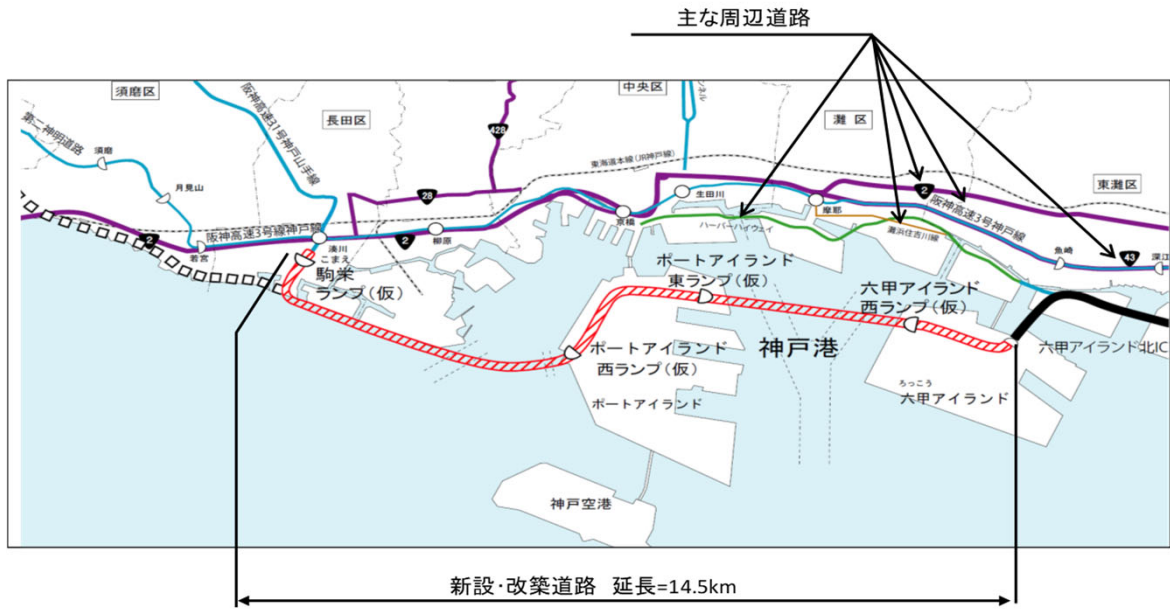 主な周辺道路
須磨区
阪神高速31号神戸山手線
長田区
428
中央区
ンネル
灘区
第二神明道路
須磨
月見山
東海道本線(JR神戸線)
28
2
東灘区
生田川
摩耶
阪神高速3号神戸線
京橋
ハーバーハイウェイ
灘浜住吉川線
2
阪神高速3号線神戸線
2
柳原
若宮
湊川
こまえ
駒栄
ランプ(仮)
魚崎
43
深江
ポートアイランド
東ランプ(仮)
六甲アイランド
西ランプ(仮)
神戸港
六甲アイランド北IC
ポートアイランド
西ランプ(仮)
ポートアイランド
ろっこう
六甲アイランド
神戸空港
新設・改築道路 延長=14.5km